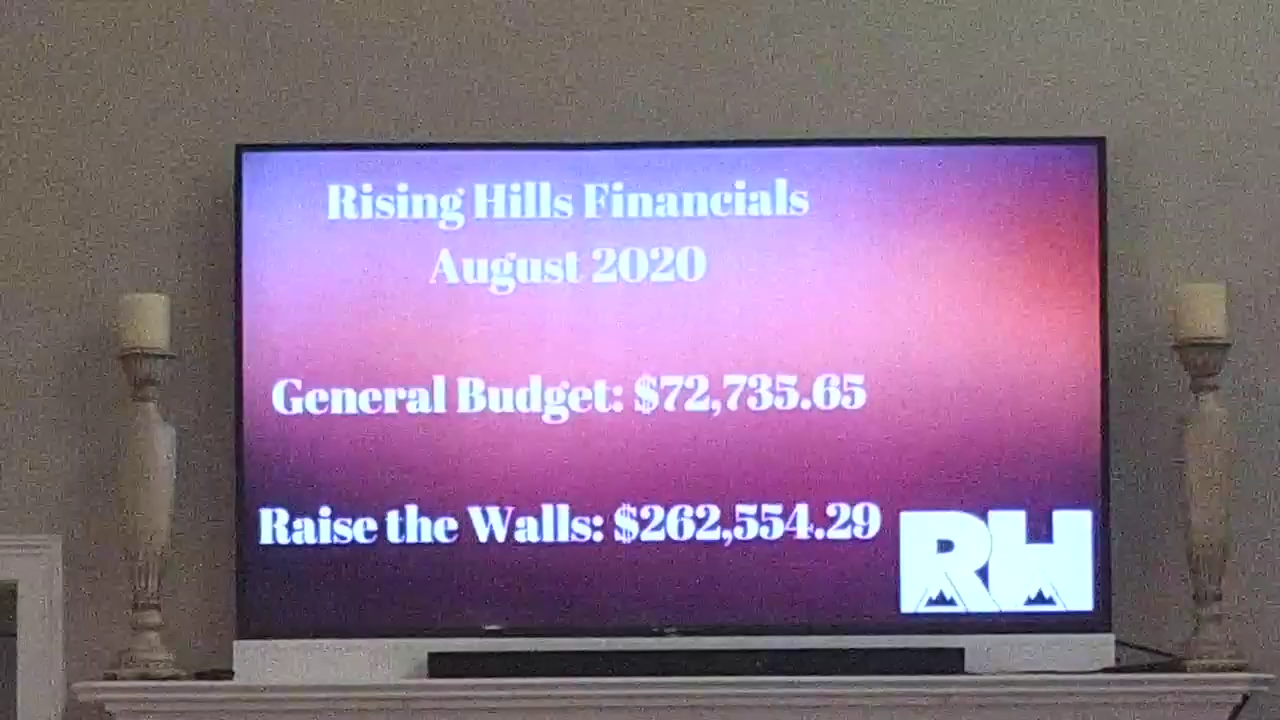 Rising Hills Financials
August 2020
General Budget: $72,735.65
Raise the Walls: $262,554.29
RH